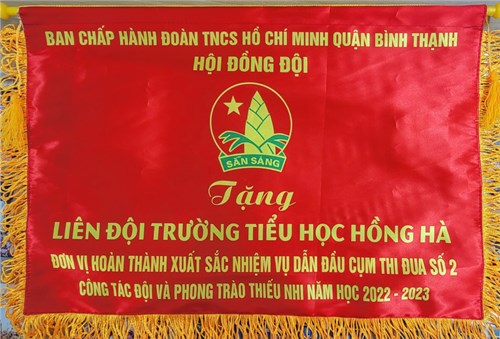 BAN CHẤP HÀNH ĐOÀN TNCS HỒ CHÍ MINH QUẬN BÌNH THẠNH
HỘI ĐỒNG ĐỘI
SẴN SÀNG
Tặng
LIÊN ĐỘI TRƯỜNG TIỂU HỌC HỒNG HÀ
ĐƠN VỊ HOÀN THÀNH XUẤT SẮC NHIỆM VỤ DẪN ĐẦU CỤM THI ĐUA SỐ 2
CÔNG TÁC ĐỘI VÀ PHONG TRÀO THIẾU NHI NĂM HỌC 2022 - 2023